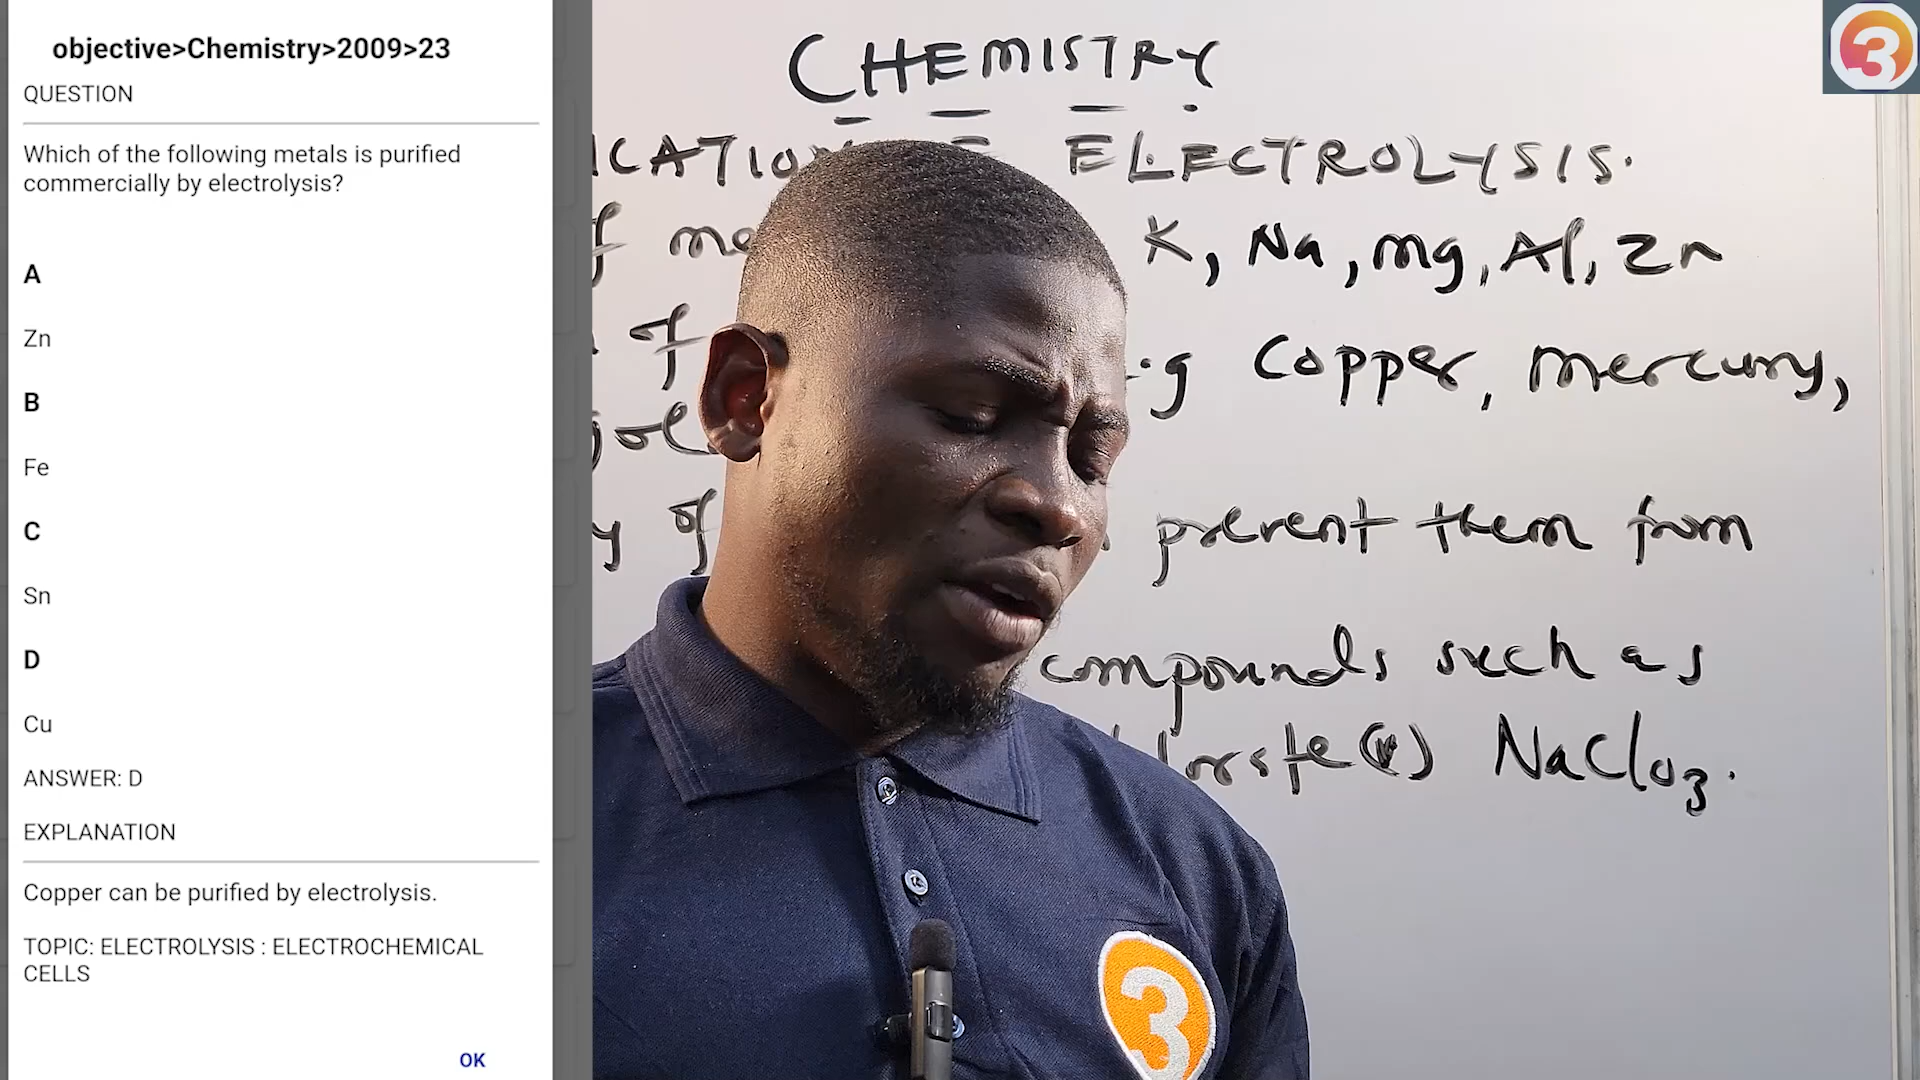 objective>Chemistry>2009>23
QUESTION
Which of the following metals is purified
commercially by electrolysis?
A
Zn
B
Fe
C
Sn
D
Cu
ANSWER: D
EXPLANATION
Copper can be purified by electrolysis.
TOPIC: ELECTROLYSIS : ELECTROCHEMICAL
CELLS
OK
CHEMISTRY
ELECTROLYSIS.
K, Na, Mg, Al, Zn
Copper, Mercury,
prevent them from
compounds such as
NaClO3.
3
3